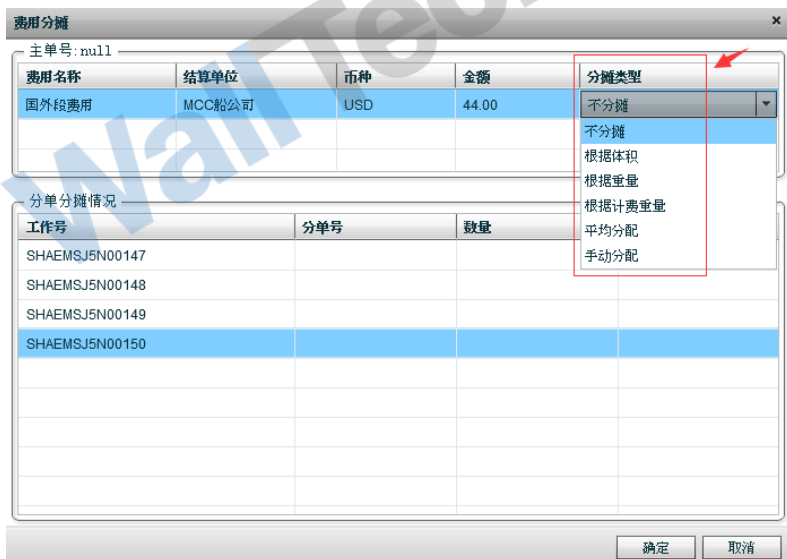 费用分摊
×
主单号:null
费用名称 结算单位 币种 金额 分摊类型
国外段费用 MCC船公司 USD 44.00 不分摊
不分摊
根据体积
根据重量
根据计费重量
平均分配
手动分配
分单分摊情况
工作号 分单号 数量
SHAEMSJ5N00147
SHAEMSJ5N00148
SHAEMSJ5N00149
SHAEMSJ5N00150
确定 取消
WallTec